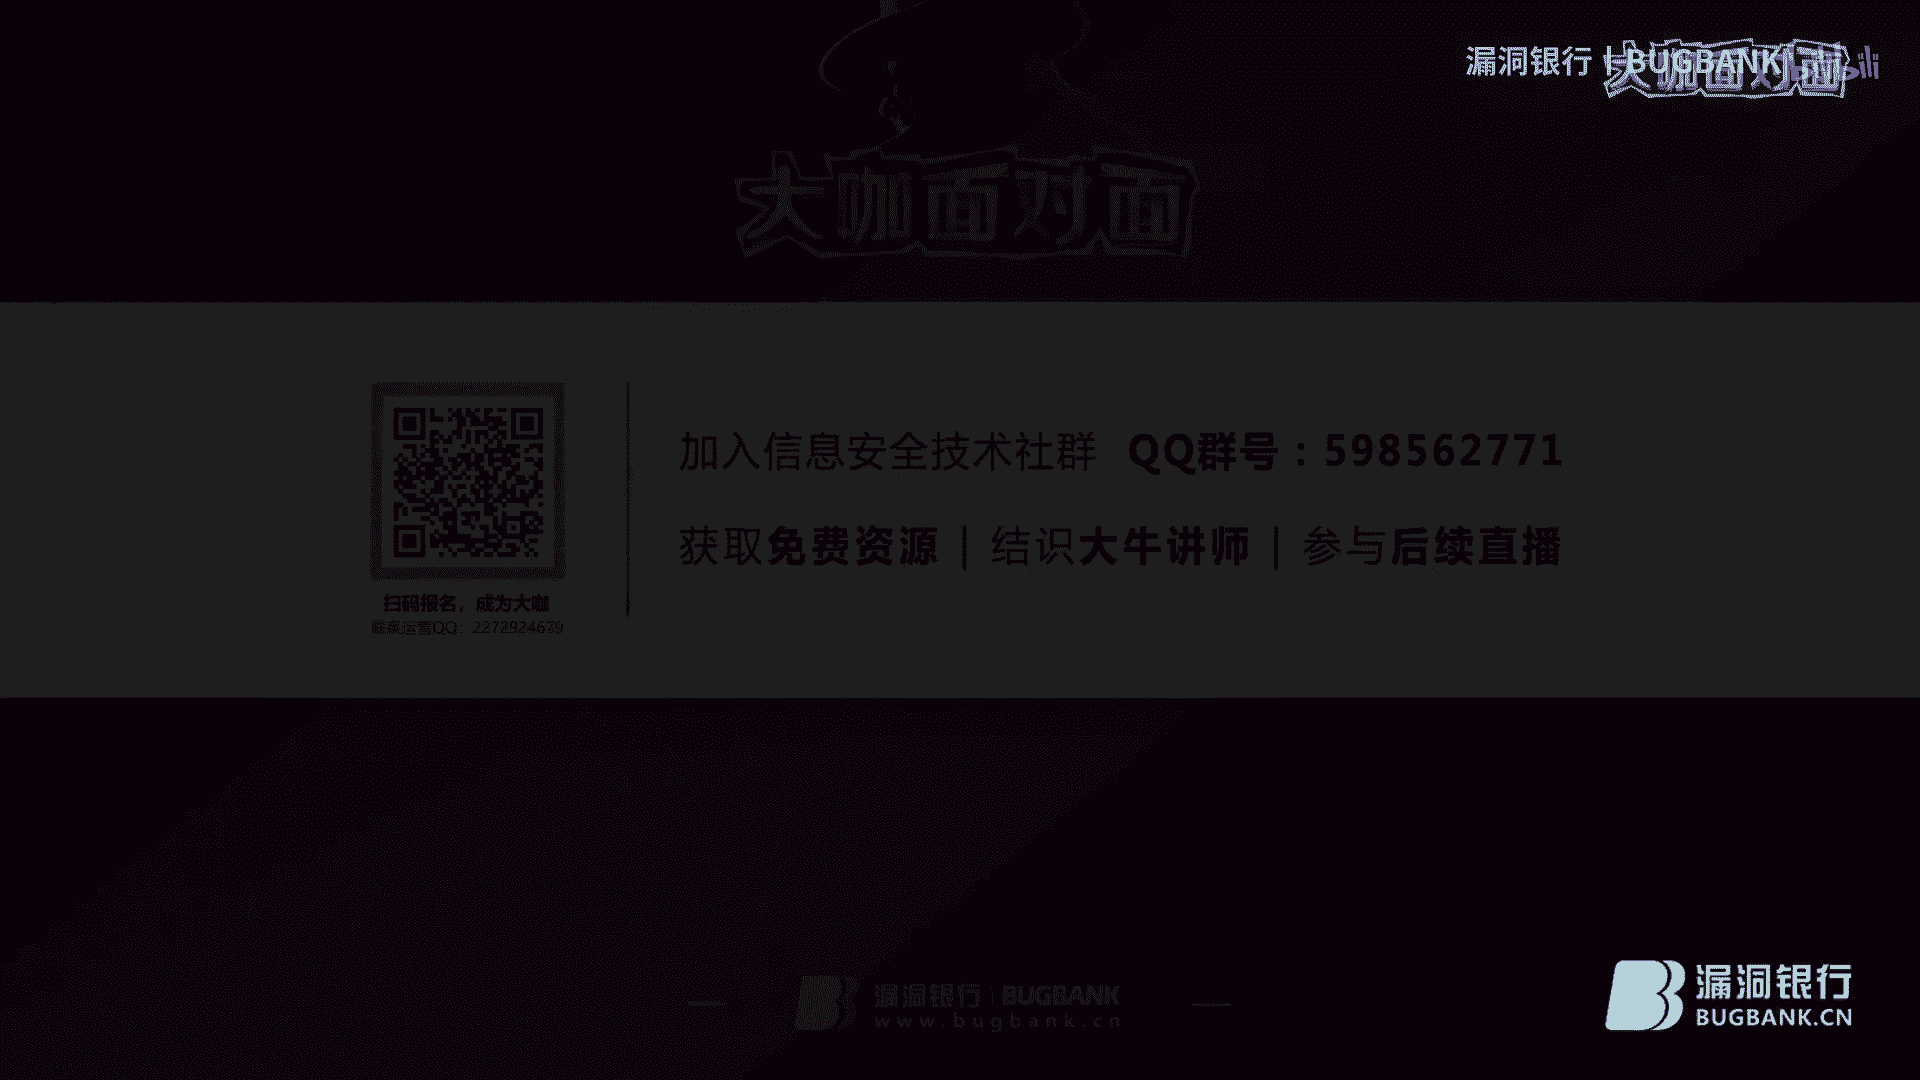 漏洞银行 | BUGBANK
大咖面对面
大咖面对面
加入信息安全技术社群 QQ群号：598562771
获取免费资源 | 结识大牛讲师 | 参与后续直播
扫码报名，成为大咖
联系运营QQ：2272924679
漏洞银行 | BUGBANK
www.bugbank.cn
漏洞银行
BUGBANK.CN